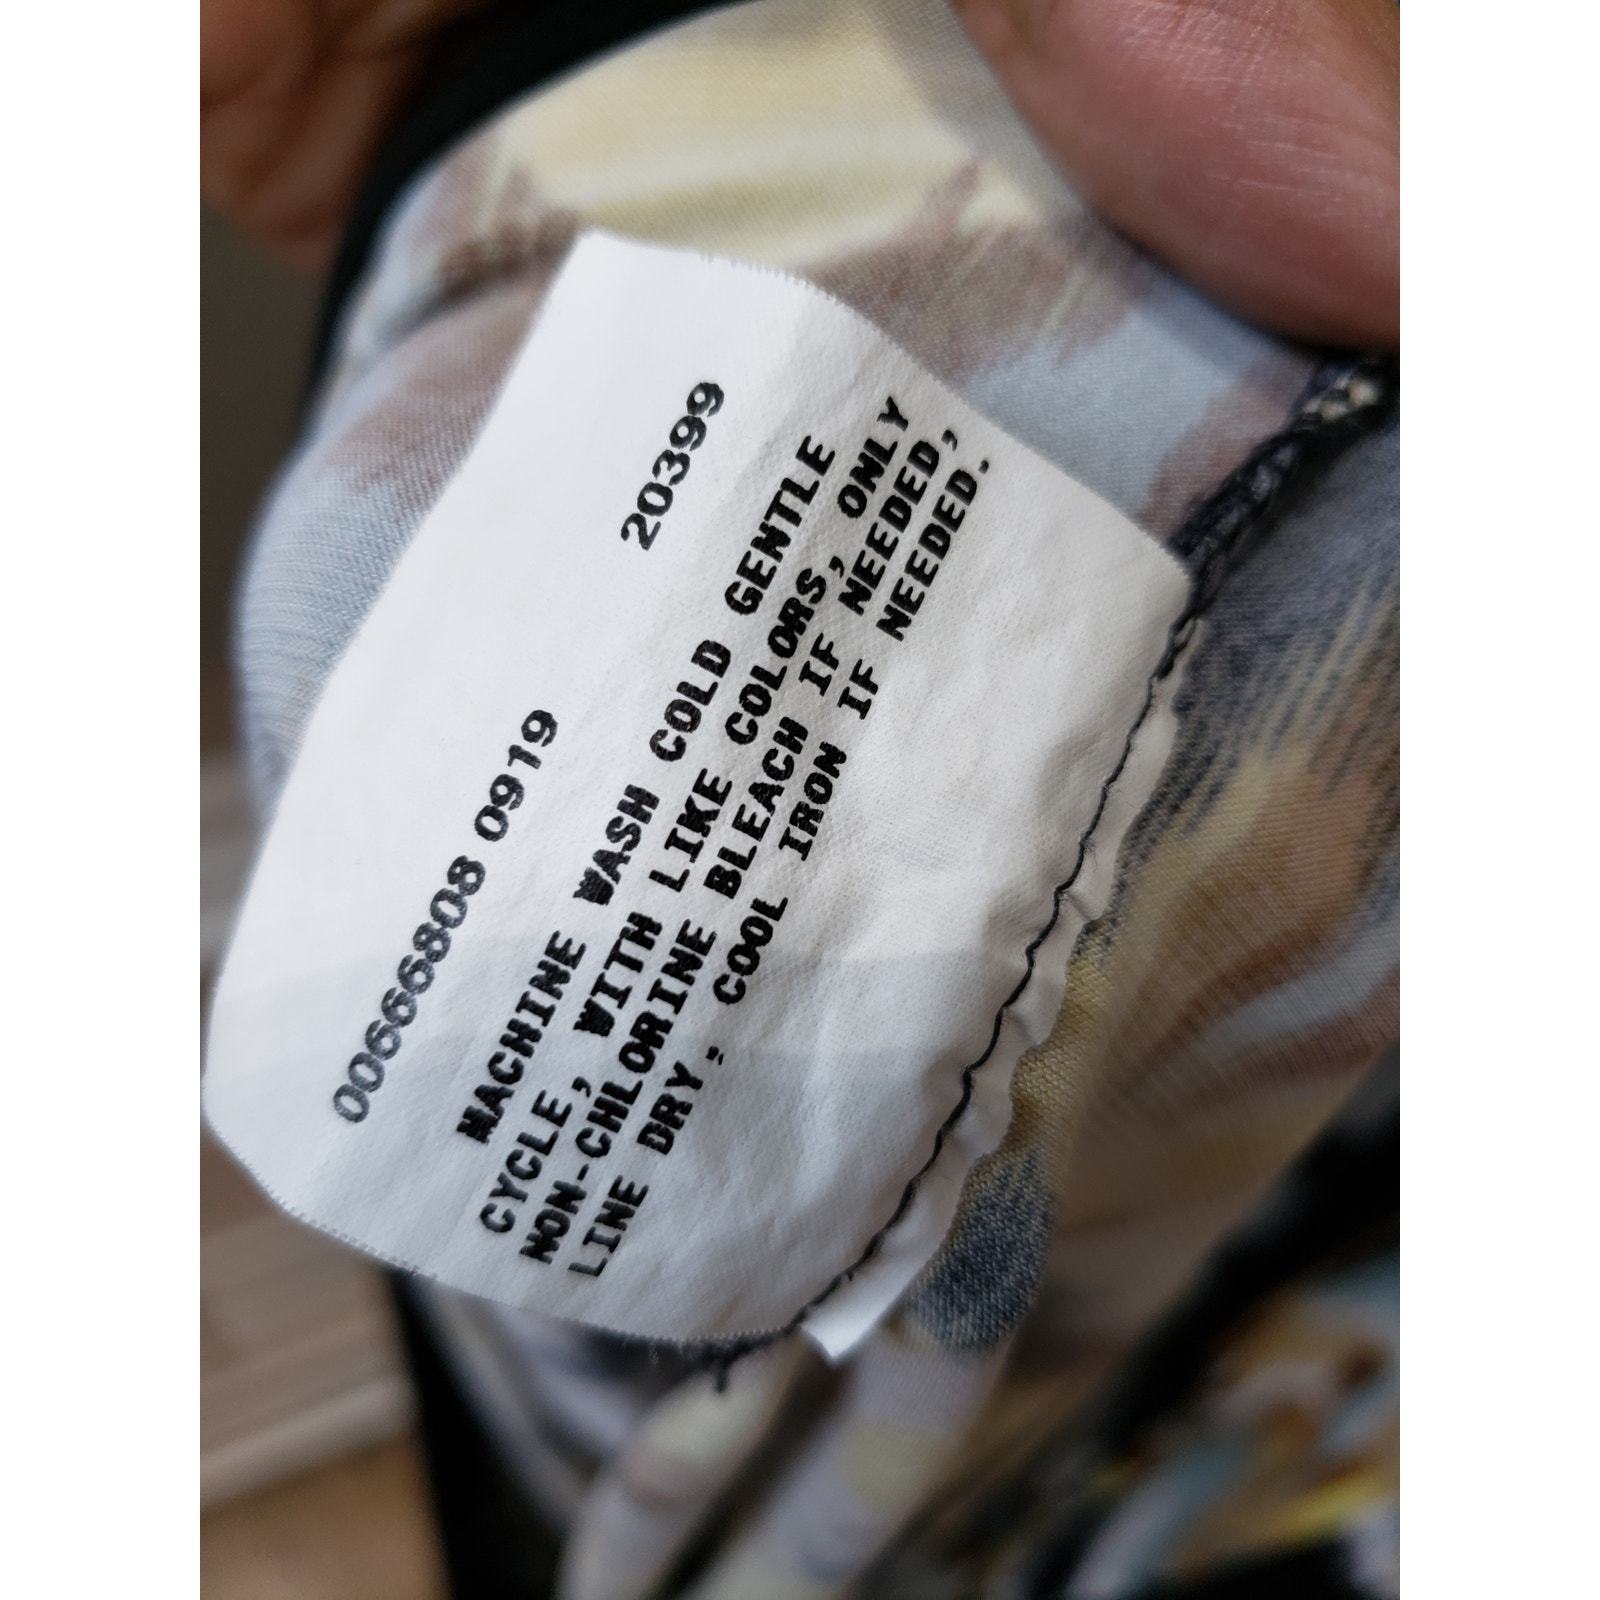 00666808 0919 20399
MACHINE WASH COLD GENTLE
CYCLE, WITH LIKE COLORS, ONLY
NON-CHLORINE BLEACH IF NEEDED,
LINE DRY. COOL IRON IF NEEDED.